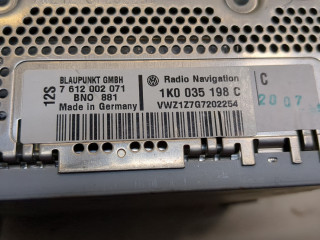 BLAUPUNKT GMBH
7 612 002 071
BNO 881
Made in Germany
12S
Radio Navigation
1K0 035 198 C
VWZ1Z7G7202254
C
2007